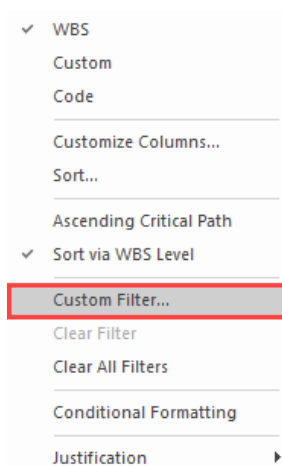 WBS
Custom
Code
Customize Columns...
Sort...
Ascending Critical Path
Sort via WBS Level
Custom Filter...
Clear Filter
Clear All Filters
Conditional Formatting
Justification